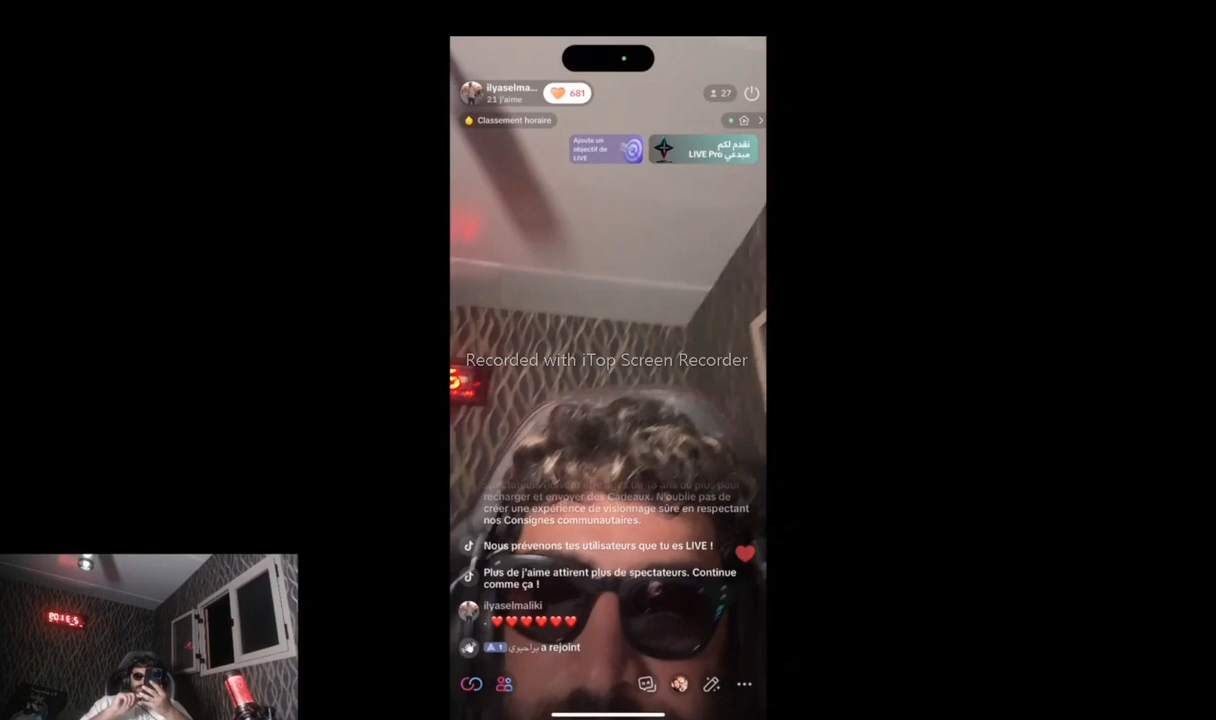 ilyaselma...
21 j'aime
681
27
Classement horaire
Ajoute un
objectif de
LIVE
نقدم لكم
مبدعي LIVE Pro
Recorded with iTop Screen Recorder
recharger et envoyer des Cadeaux. N'oublie pas de
créer une expérience de visionnage sûre en respectant
nos Consignes communautaires.
Nous prévenons tes utilisateurs que tu es LIVE !
Plus de j'aime attirent plus de spectateurs. Continue
comme ça !
ilyaselmaliki
. ❤️❤️❤️❤️❤️❤️
A 1 براحيوي a rejoint